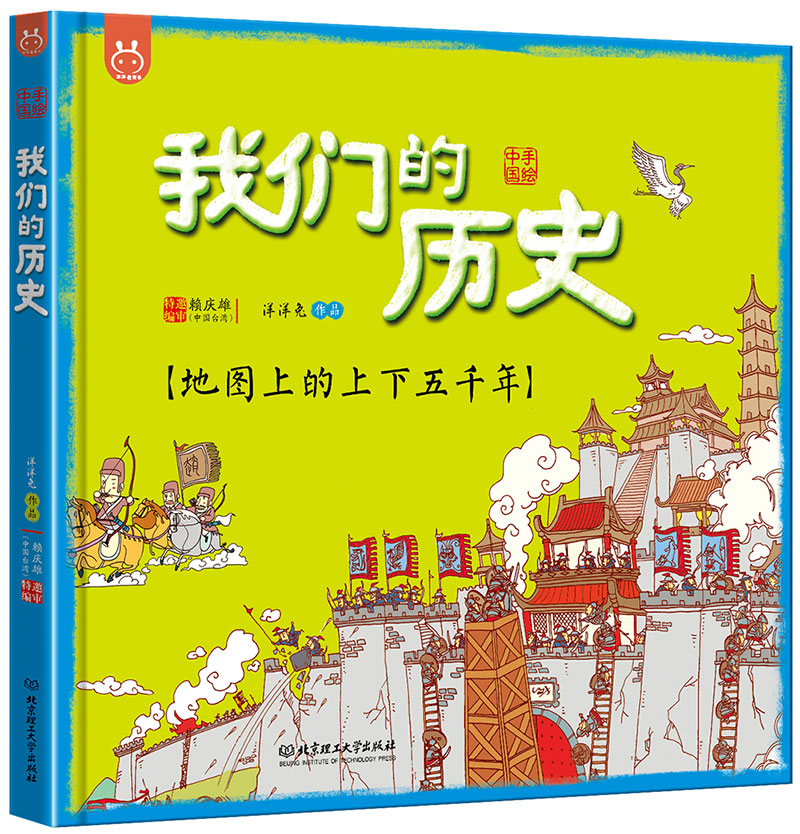 手绘
中国
我们的历史
洋洋兔
作品
赖庆雄
(中国台湾)
特邀
编审
北京理工大学出版社
我们的
历史
手绘
中国
特邀
编审
赖庆雄
(中国台湾)
洋洋兔
作品
【地图上的上下五千年】
北京理工大学出版社
BEIJING INSTITUTE OF TECHNOLOGY PRESS